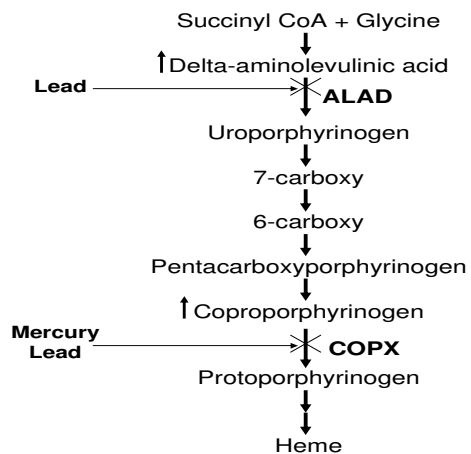 Succinyl CoA + Glycine
↑Delta-aminolevulinic acid
Lead
ALAD
Uroporphyrinogen
7-carboxy
6-carboxy
Pentacarboxyporphyrinogen
↑Coproporphyrinogen
Mercury
Lead
COPX
Protoporphyrinogen
Heme